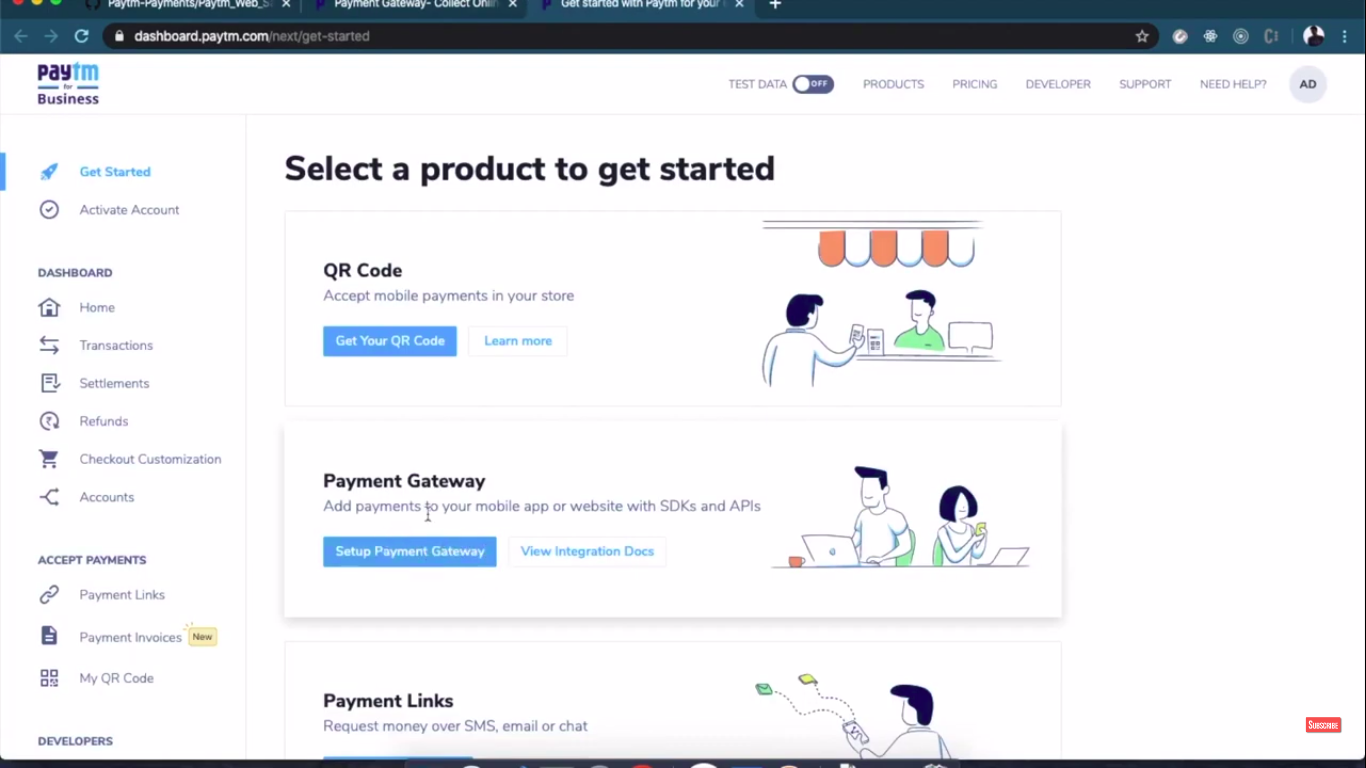 Paytm-Payments/Paytm_Web_S
Payment Gateway- Collect Onlin
Get started with Paytm for your
dashboard.paytm.com/next/get-started
paytm
for
Business
TEST DATA OFF PRODUCTS PRICING DEVELOPER SUPPORT NEED HELP? AD
Get Started
Activate Account
DASHBOARD
Home
Transactions
Settlements
Refunds
Checkout Customization
Accounts
ACCEPT PAYMENTS
Payment Links
Payment Invoices New
My QR Code
DEVELOPERS
Select a product to get started
QR Code
Accept mobile payments in your store
Get Your QR Code Learn more
Payment Gateway
Add payments to your mobile app or website with SDKs and APIs
Setup Payment Gateway View Integration Docs
Payment Links
Request money over SMS, email or chat
SUBSCRIBE